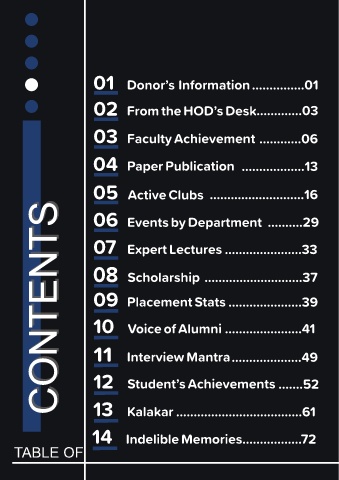 01 Donor's Information..............01
02 From the HOD's Desk............03
03 Faculty Achievement ...........06
04 Paper Publication .................13
05 Active Clubs .........................16
06 Events by Department .........29
07 Expert Lectures .....................33
08 Scholarship ..........................37
09 Placement Stats ....................39
10 Voice of Alumni .....................41
11 Interview Mantra..................49
12 Student's Achievements .......52
13 Kalakar .................................61
14 Indelible Memories...............72
TABLE OF
CONTENTS